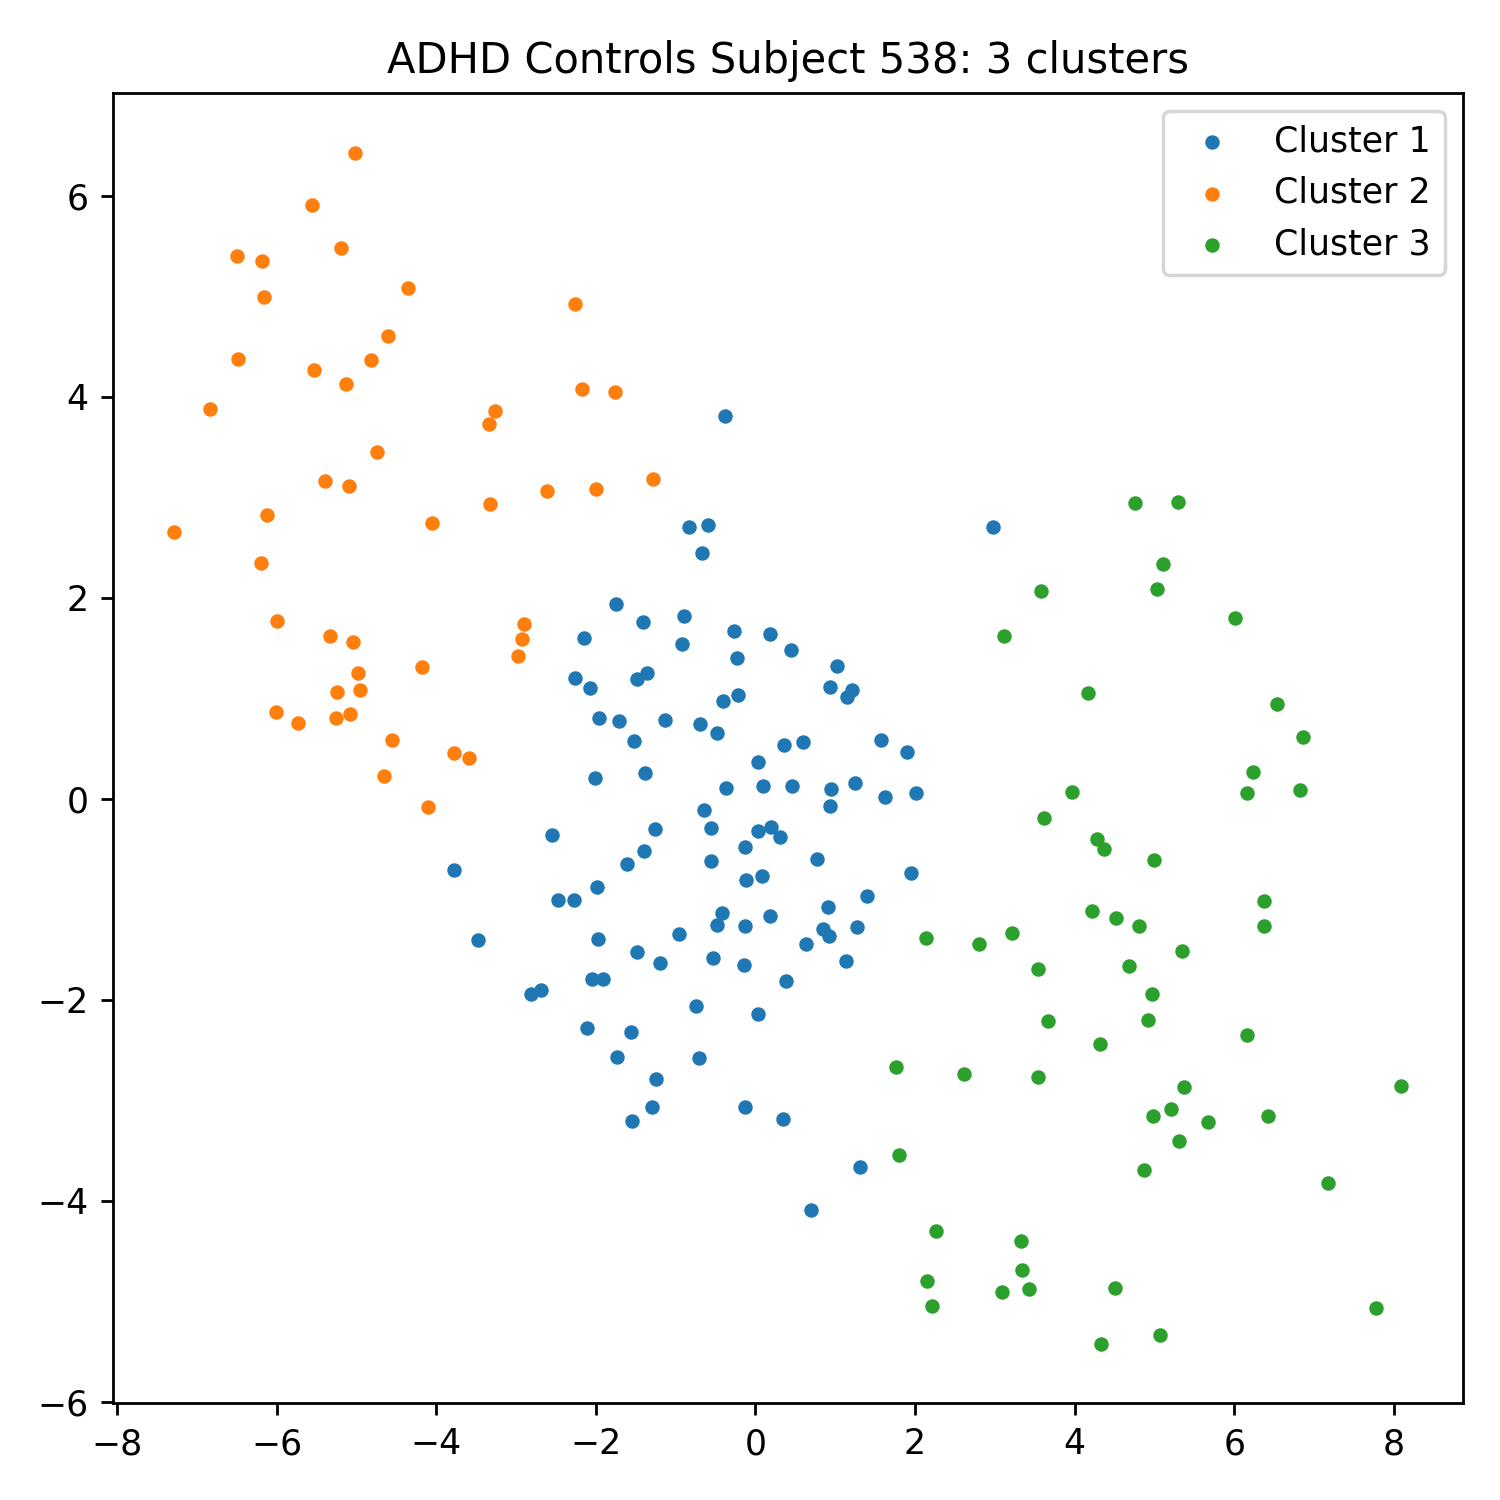 ADHD Controls Subject 538: 3 clusters
Cluster 1
Cluster 2
Cluster 3
6
4
2
0
−2
−4
−6
−8 −6 −4 −2 0 2 4 6 8